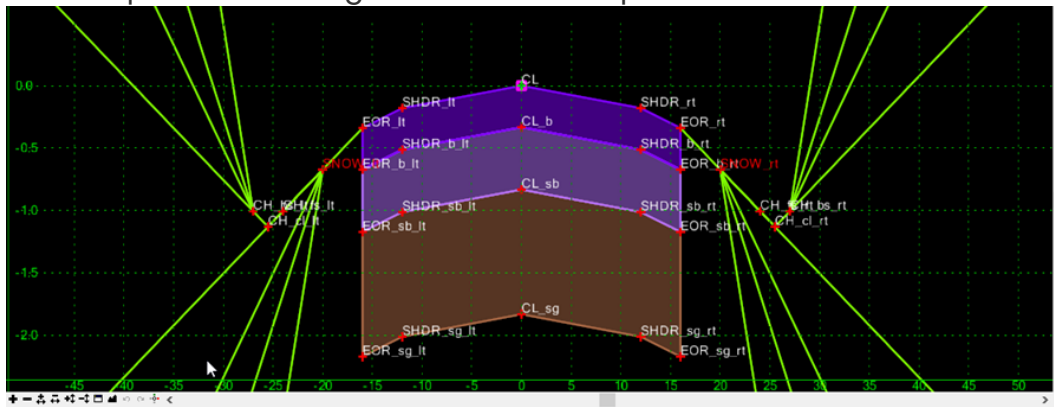 CL
0.0
SHDR_lt SHDR_rt
EOR_lt CL_b EOR_rt
-0.5
SHDR_b_lt SHDR_b_rt
EOR_b_lt
CL_sb
-1.0
SHDR_sb_lt SHDR_sb_rt
CH_cl_lt EOR_sb_lt EOR_sb_rt CH_cl_rt
-1.5
CL_sg
-2.0
SHDR_sg_lt SHDR_sg_rt
EOR_sg_lt EOR_sg_rt
-45 -40 -35 -30 -25 -20 -15 -10 -5 0 5 10 15 20 25 30 35 40 45 50